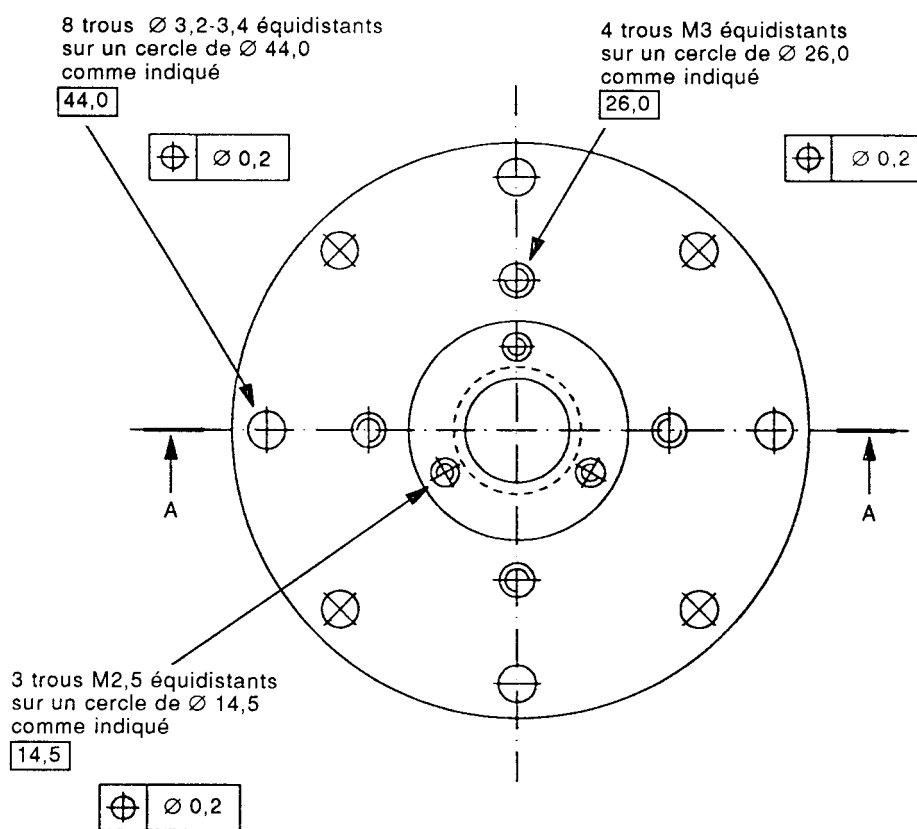 8 trous Ø 3,2-3,4 équidistants
sur un cercle de Ø 44,0
comme indiqué
44,0
Ø 0,2
4 trous M3 équidistants
sur un cercle de Ø 26,0
comme indiqué
26,0
Ø 0,2
A
A
3 trous M2,5 équidistants
sur un cercle de Ø 14,5
comme indiqué
14,5
Ø 0,2